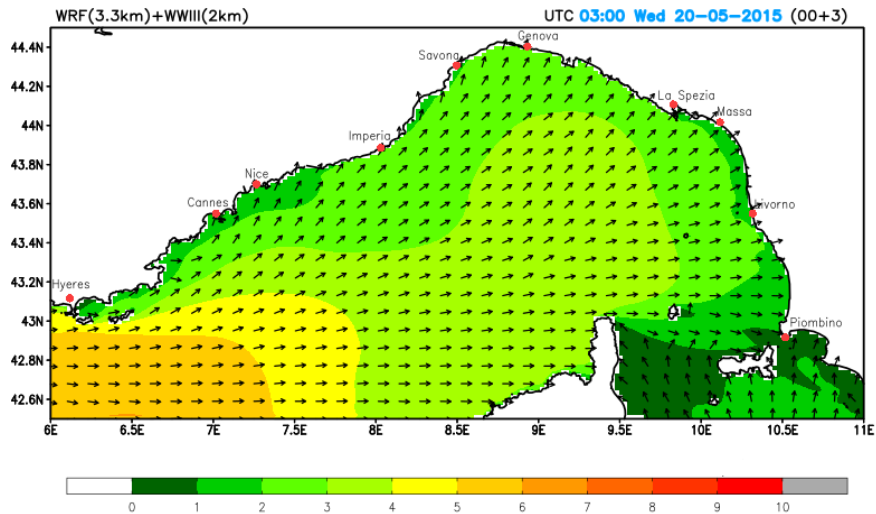 WRF(3.3km)+WWIII(2km) UTC 03:00 Wed 20-05-2015 (00+3)
44.4N
Genova
Savona
44.2N
La Spezia
44N
Massa
Imperia
43.8N
Nice
43.6N
Cannes
Livorno
43.4N
43.2N
Hyeres
43N
Piombino
42.8N
42.6N
6E 6.5E 7E 7.5E 8E 8.5E 9E 9.5E 10E 10.5E 11E
0 1 2 3 4 5 6 7 8 9 10